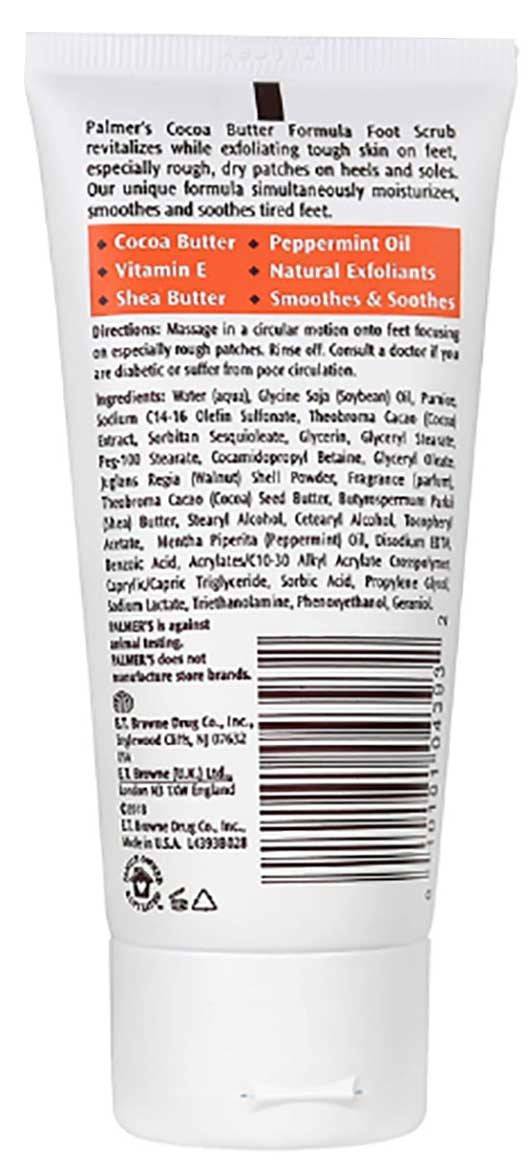 Palmer's Cocoa Butter Formula Foot Scrub
revitalizes while exfoliating tough skin on feet,
especially rough, dry patches on heels and soles.
Our unique formula simultaneously moisturizes,
smoothes and soothes tired feet.
◆ Cocoa Butter ◆ Peppermint Oil
◆ Vitamin E ◆ Natural Exfoliants
◆ Shea Butter ◆ Smoothes & Soothes
Directions: Massage in a circular motion onto feet focusing
on especially rough patches. Rinse off. Consult a doctor if you
are diabetic or suffer from poor circulation.
Ingredients: Water (aqua), Glycine Soja (Soybean) Oil, Pumice,
Sodium C14-16 Olefin Sulfonate, Theobroma Cacao (Cocoa)
Extract, Sorbitan Sesquioleate, Glycerin, Glyceryl Stearate,
Peg-100 Stearate, Cocamidopropyl Betaine, Glyceryl Oleate,
Juglans Regia (Walnut) Shell Powder, Fragrance (parfum),
Theobroma Cacao (Cocoa) Seed Butter, Butyrospermum Parkii
(Shea) Butter, Stearyl Alcohol, Cetearyl Alcohol, Tocopheryl
Acetate, Mentha Piperita (Peppermint) Oil, Disodium EDTA,
Benzoic Acid, Acrylates/C10-30 Alkyl Acrylate Crosspolymer,
Caprylic/Capric Triglyceride, Sorbic Acid, Propylene Glycol,
Sodium Lactate, Triethanolamine, Phenoxyethanol, Geraniol.
PALMER'S is against
animal testing.
PALMER'S does not
manufacture store brands.
E.T. Browne Drug Co., Inc.,
Englewood Cliffs, NJ 07632
USA
E.T. Browne (U.K.) Ltd.,
London N3 1XW England
©2018
E.T. Browne Drug Co., Inc.,
Made in U.S.A. L4393B028
0 10101 04393 2